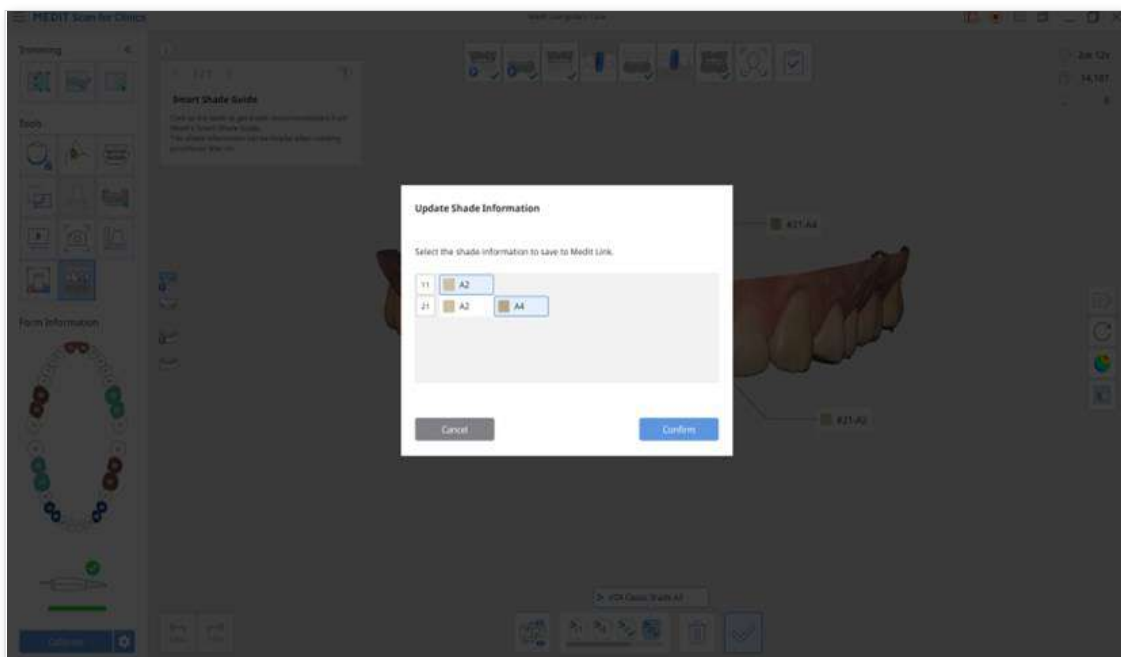 MEDIT Scan for Clinics
Trimming
Smart Shade Guide
Tools
Update Shade Information
#21-A4
Select the shade information to save to Medit Link.
11 A2
21 A2 A4
Form Information
Cancel Confirm
#21-A2